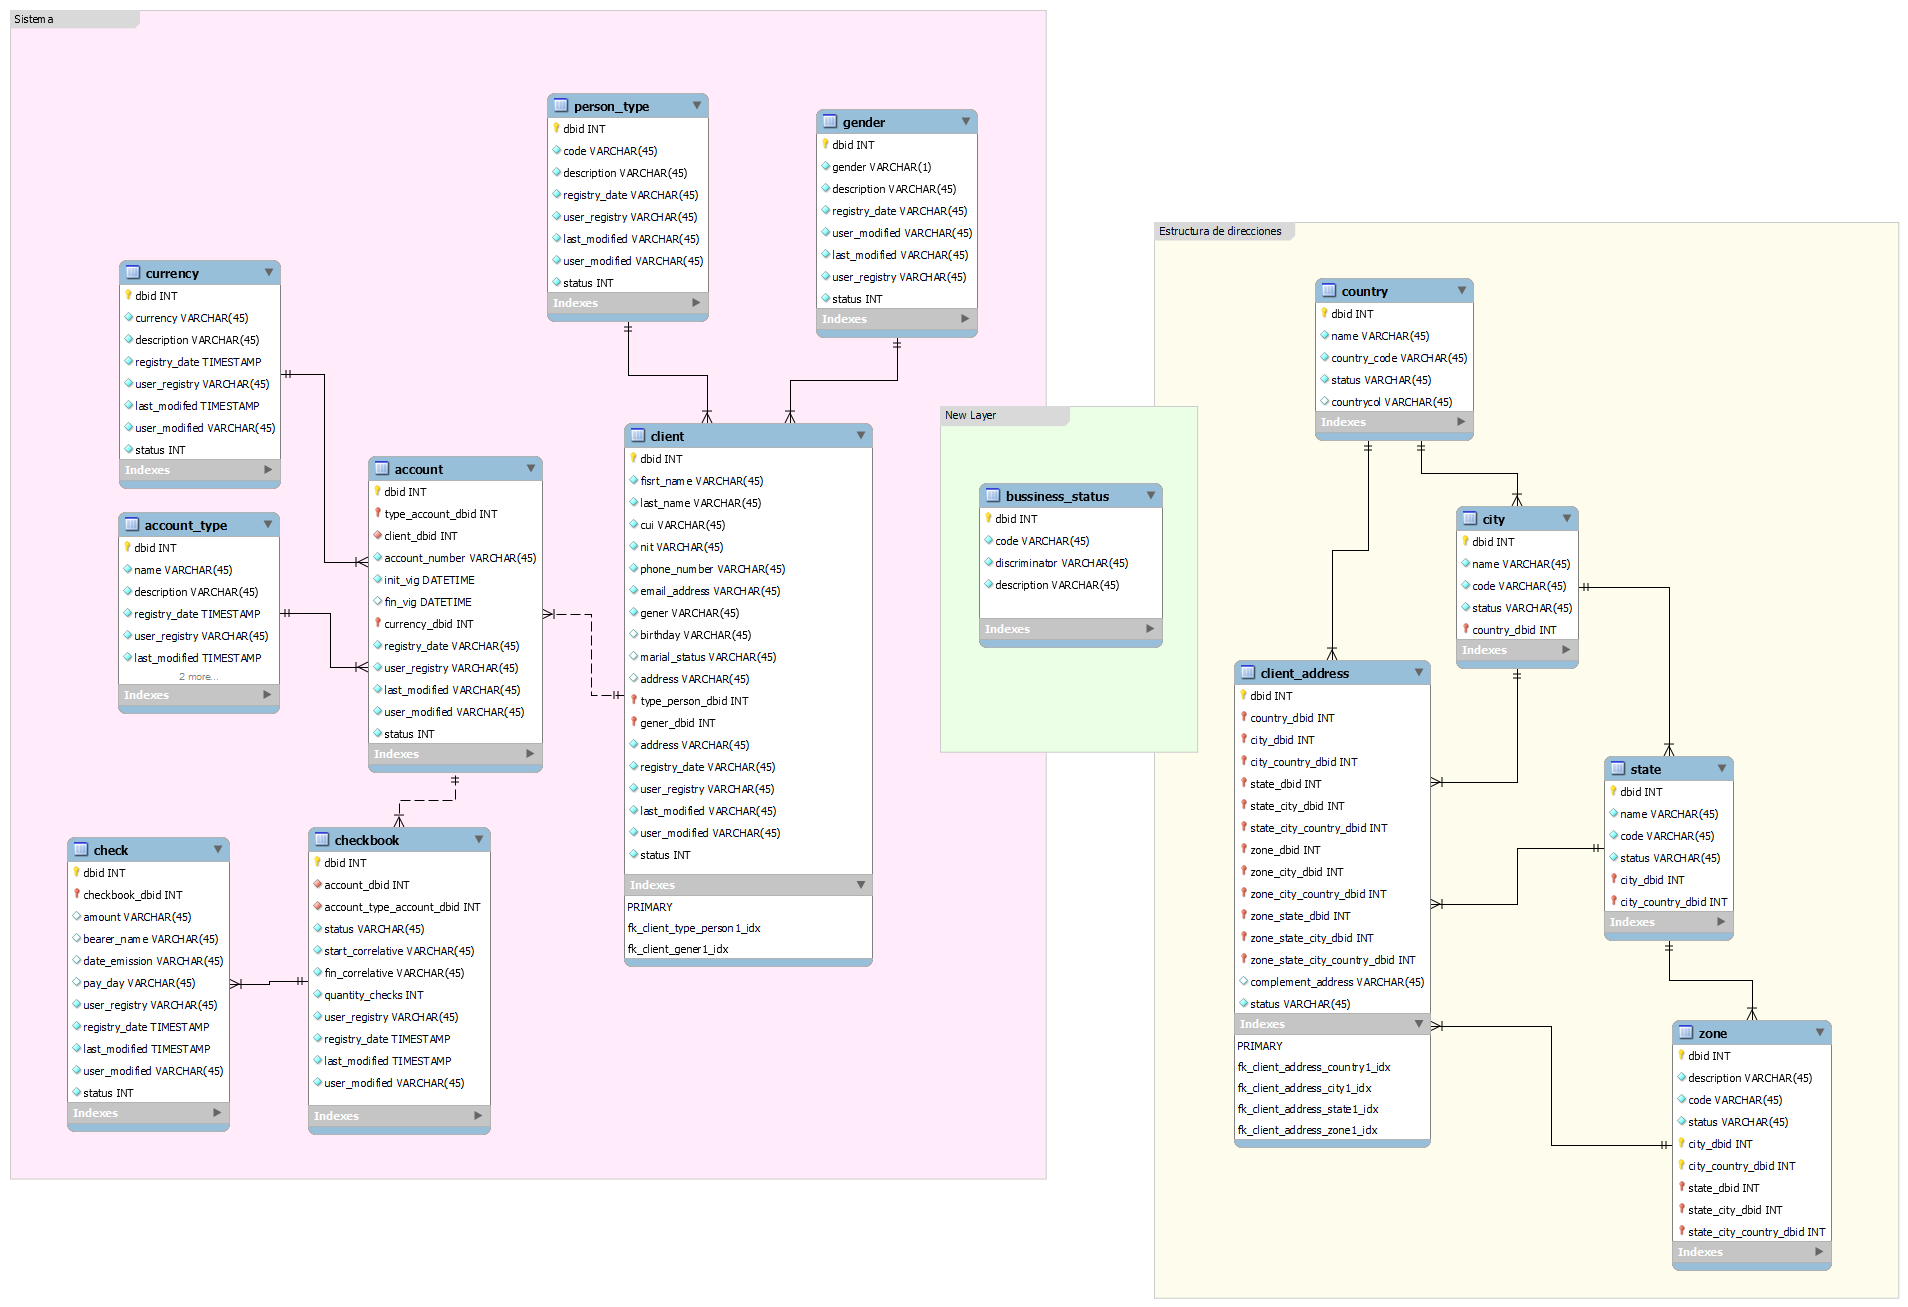 Sistema
person_type
dbid INT
code VARCHAR(45)
description VARCHAR(45)
registry_date VARCHAR(45)
user_registry VARCHAR(45)
last_modified VARCHAR(45)
user_modified VARCHAR(45)
status INT
Indexes
gender
dbid INT
gender VARCHAR(1)
description VARCHAR(45)
registry_date VARCHAR(45)
user_modified VARCHAR(45)
last_modified VARCHAR(45)
user_registry VARCHAR(45)
status INT
Indexes
currency
dbid INT
currency VARCHAR(45)
description VARCHAR(45)
registry_date TIMESTAMP
user_registry VARCHAR(45)
last_modifed TIMESTAMP
user_modified VARCHAR(45)
status INT
Indexes
account_type
dbid INT
name VARCHAR(45)
description VARCHAR(45)
registry_date TIMESTAMP
user_registry VARCHAR(45)
last_modified TIMESTAMP
2 more...
Indexes
account
dbid INT
type_account_dbid INT
client_dbid INT
account_number VARCHAR(45)
init_vig DATETIME
fin_vig DATETIME
currency_dbid INT
registry_date VARCHAR(45)
user_registry VARCHAR(45)
last_modified VARCHAR(45)
user_modified VARCHAR(45)
status INT
Indexes
client
dbid INT
fisrt_name VARCHAR(45)
last_name VARCHAR(45)
cui VARCHAR(45)
nit VARCHAR(45)
phone_number VARCHAR(45)
email_address VARCHAR(45)
gener VARCHAR(45)
birthday VARCHAR(45)
marial_status VARCHAR(45)
address VARCHAR(45)
type_person_dbid INT
gener_dbid INT
address VARCHAR(45)
registry_date VARCHAR(45)
user_registry VARCHAR(45)
last_modified VARCHAR(45)
user_modified VARCHAR(45)
status INT
Indexes
PRIMARY
fk_client_type_person1_idx
fk_client_gener1_idx
check
dbid INT
checkbook_dbid INT
amount VARCHAR(45)
bearer_name VARCHAR(45)
date_emission VARCHAR(45)
pay_day VARCHAR(45)
user_registry VARCHAR(45)
registry_date TIMESTAMP
last_modified TIMESTAMP
user_modified VARCHAR(45)
status INT
Indexes
checkbook
dbid INT
account_dbid INT
account_type_account_dbid INT
status VARCHAR(45)
start_correlative VARCHAR(45)
fin_correlative VARCHAR(45)
quantity_checks INT
user_registry VARCHAR(45)
registry_date TIMESTAMP
last_modified TIMESTAMP
user_modified VARCHAR(45)
Indexes
New Layer
bussiness_status
dbid INT
code VARCHAR(45)
discriminator VARCHAR(45)
description VARCHAR(45)
Indexes
Estructura de direcciones
country
dbid INT
name VARCHAR(45)
country_code VARCHAR(45)
status VARCHAR(45)
countrycol VARCHAR(45)
Indexes
city
dbid INT
name VARCHAR(45)
code VARCHAR(45)
status VARCHAR(45)
country_dbid INT
Indexes
client_address
dbid INT
country_dbid INT
city_dbid INT
city_country_dbid INT
state_dbid INT
state_city_dbid INT
state_city_country_dbid INT
zone_dbid INT
zone_city_dbid INT
zone_city_country_dbid INT
zone_state_dbid INT
zone_state_city_dbid INT
zone_state_city_country_dbid INT
complement_address VARCHAR(45)
status VARCHAR(45)
Indexes
PRIMARY
fk_client_address_country1_idx
fk_client_address_city1_idx
fk_client_address_state1_idx
fk_client_address_zone1_idx
state
dbid INT
name VARCHAR(45)
code VARCHAR(45)
status VARCHAR(45)
city_dbid INT
city_country_dbid INT
Indexes
zone
dbid INT
description VARCHAR(45)
code VARCHAR(45)
status VARCHAR(45)
city_dbid INT
city_country_dbid INT
state_dbid INT
state_city_dbid INT
state_city_country_dbid INT
Indexes